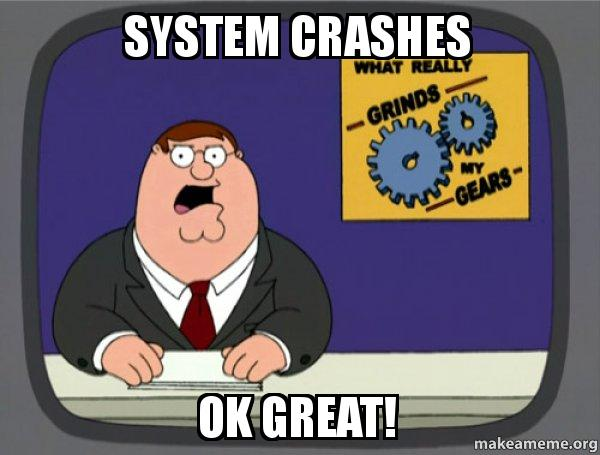 SYSTEM CRASHES
WHAT REALLY
- GRINDS -
MY
- GEARS -
OK GREAT!
makeameme.org